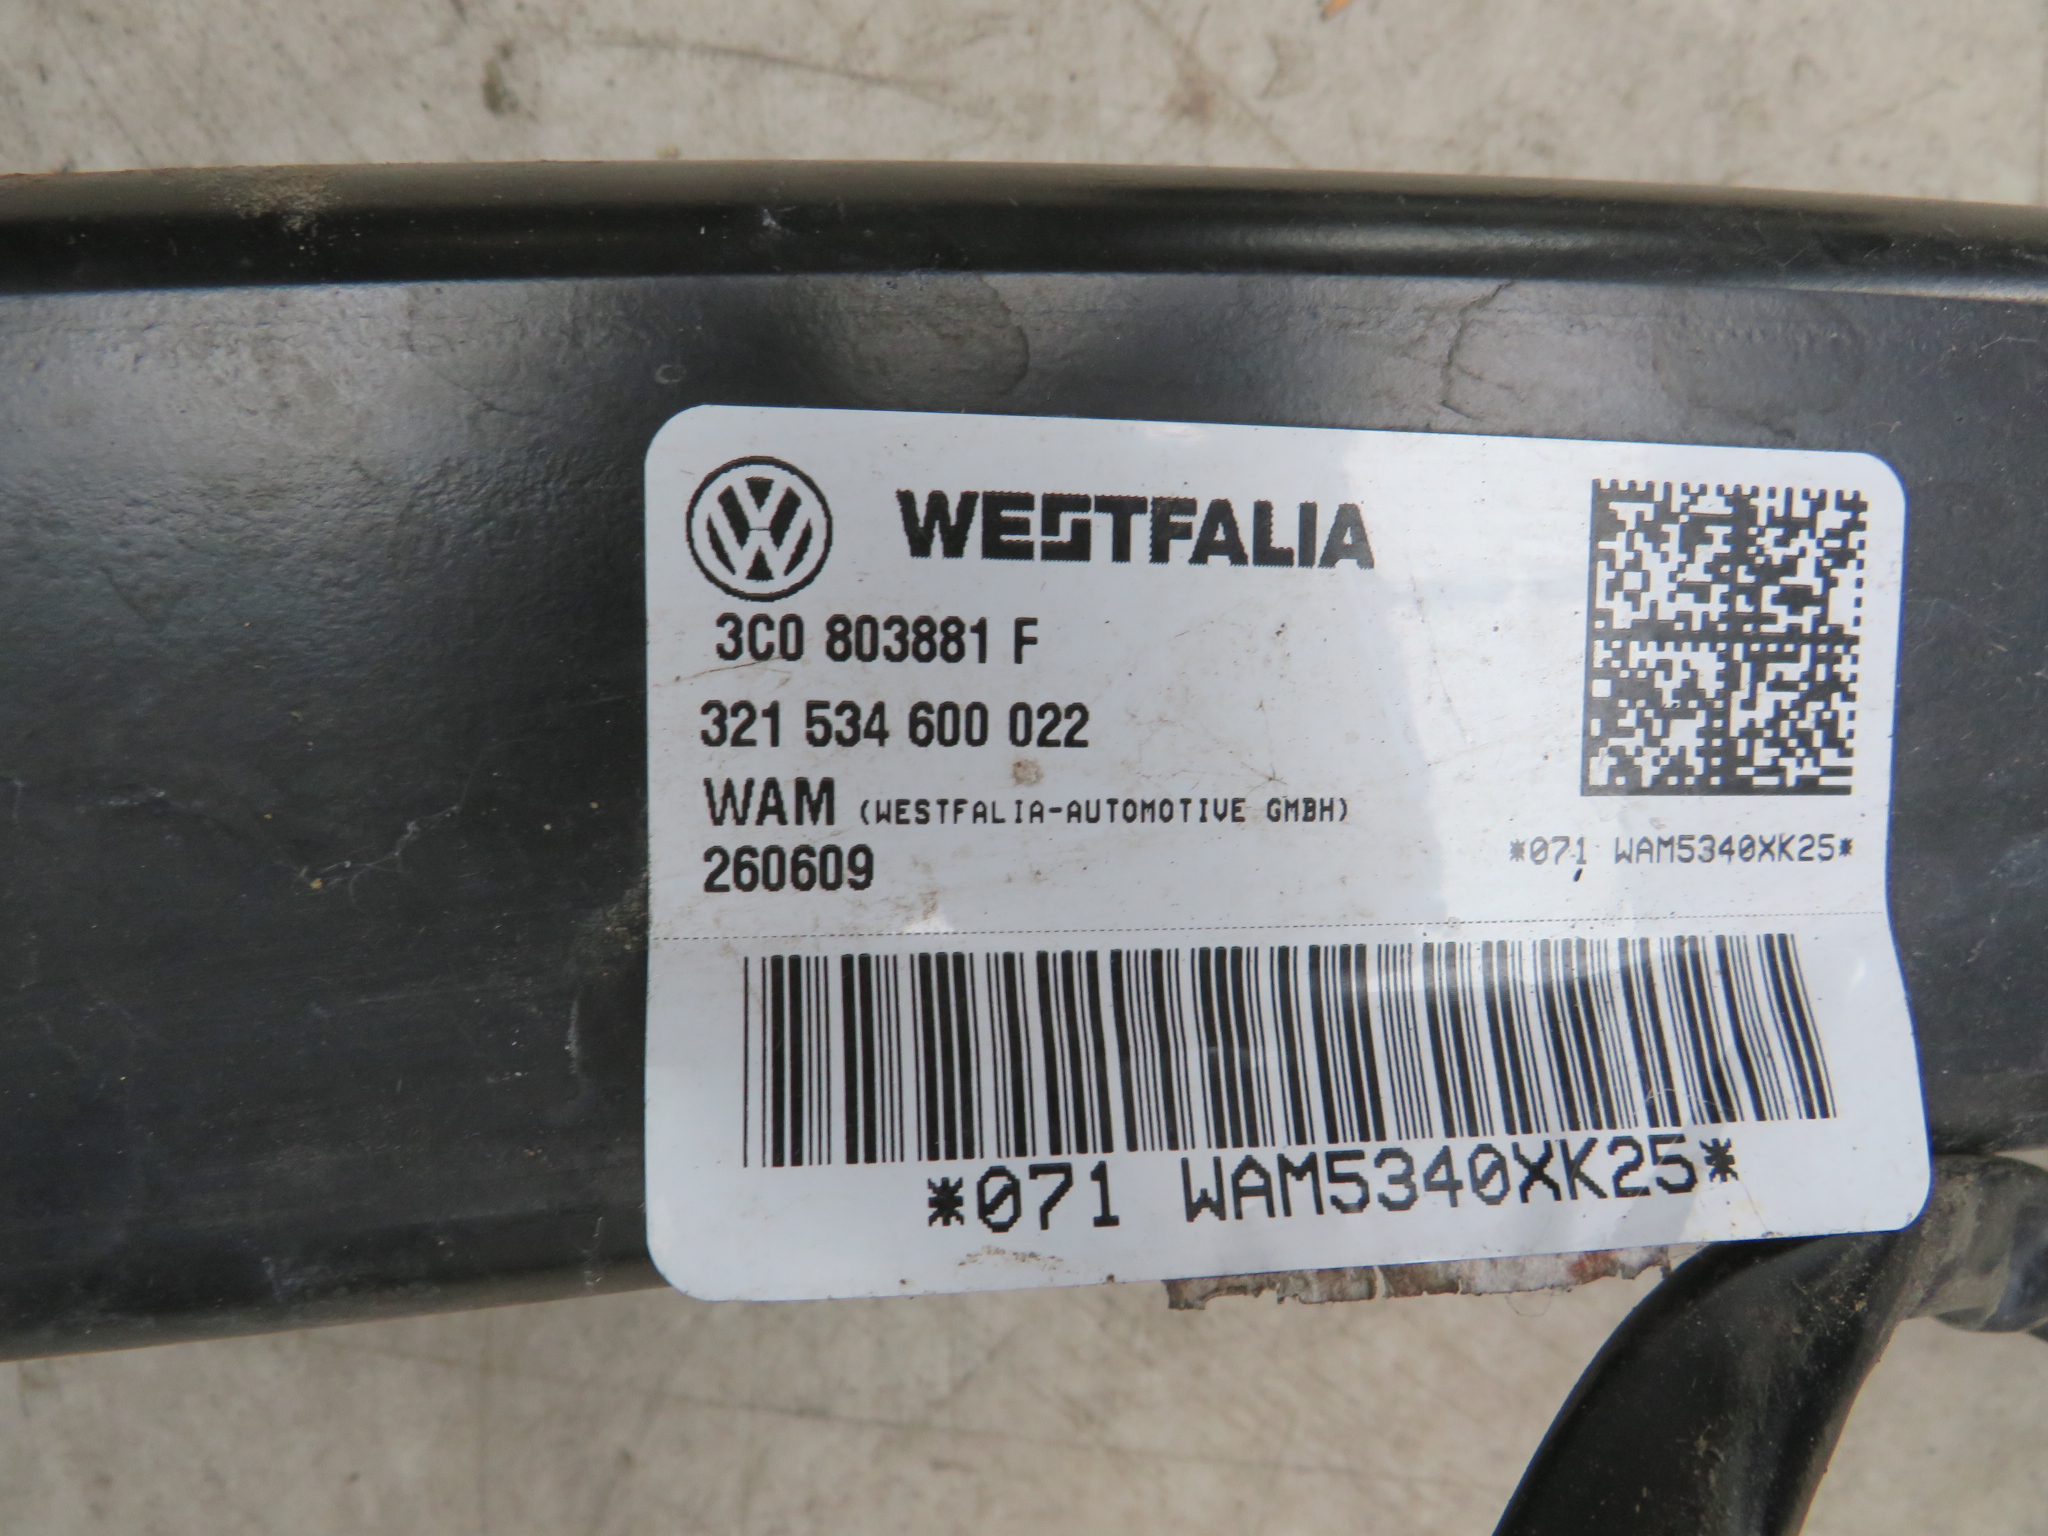 WESTFALIA
3C0 803881 F
321 534 600 022
WAM (WESTFALIA-AUTOMOTIVE GMBH)
260609
*071 WAM5340XK25*
*071 WAM5340XK25*